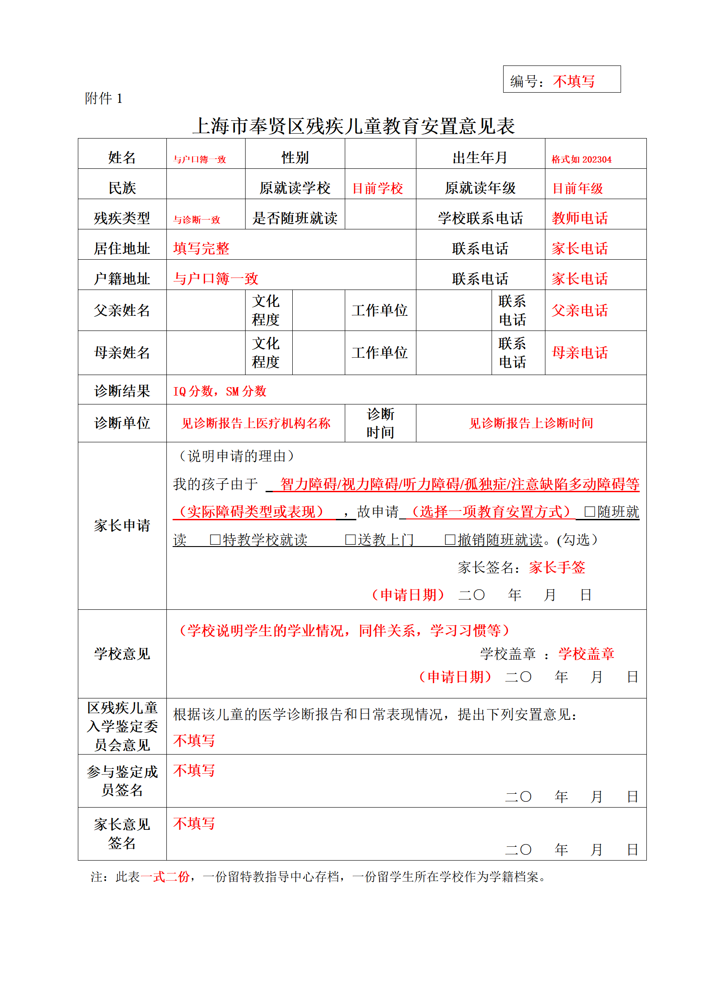 编号：不填写
附件 1
上海市奉贤区残疾儿童教育安置意见表
姓名 与户口簿一致 性别 出生年月 格式如 202304
民族 原就读学校 目前学校 原就读年级 目前年级
残疾类型 与诊断一致 是否随班就读 学校联系电话 教师电话
居住地址 填写完整 联系电话 家长电话
户籍地址 与户口簿一致 联系电话 家长电话
父亲姓名 文化程度 工作单位 联系电话 父亲电话
母亲姓名 文化程度 工作单位 联系电话 母亲电话
诊断结果 IQ 分数，SM 分数
诊断单位 见诊断报告上医疗机构名称 诊断时间 见诊断报告上诊断时间
家长申请
（说明申请的理由）
我的孩子由于 智力障碍/视力障碍/听力障碍/孤独症/注意缺陷多动障碍等
（实际障碍类型或表现） ，故申请 （选择一项教育安置方式） □随班就
读 □特教学校就读 □送教上门 □撤销随班就读。(勾选）
家长签名：家长手签
（申请日期） 二〇 年 月 日
学校意见
（学校说明学生的学业情况，同伴关系，学习习惯等）
学校盖章 ：学校盖章
（申请日期） 二〇 年 月 日
区残疾儿童
入学鉴定委
员会意见
根据该儿童的医学诊断报告和日常表现情况，提出下列安置意见：
不填写
参与鉴定成
员签名
不填写
二〇 年 月 日
家长意见
签名
不填写
二〇 年 月 日
注：此表一式二份，一份留特教指导中心存档，一份留学生所在学校作为学籍档案。